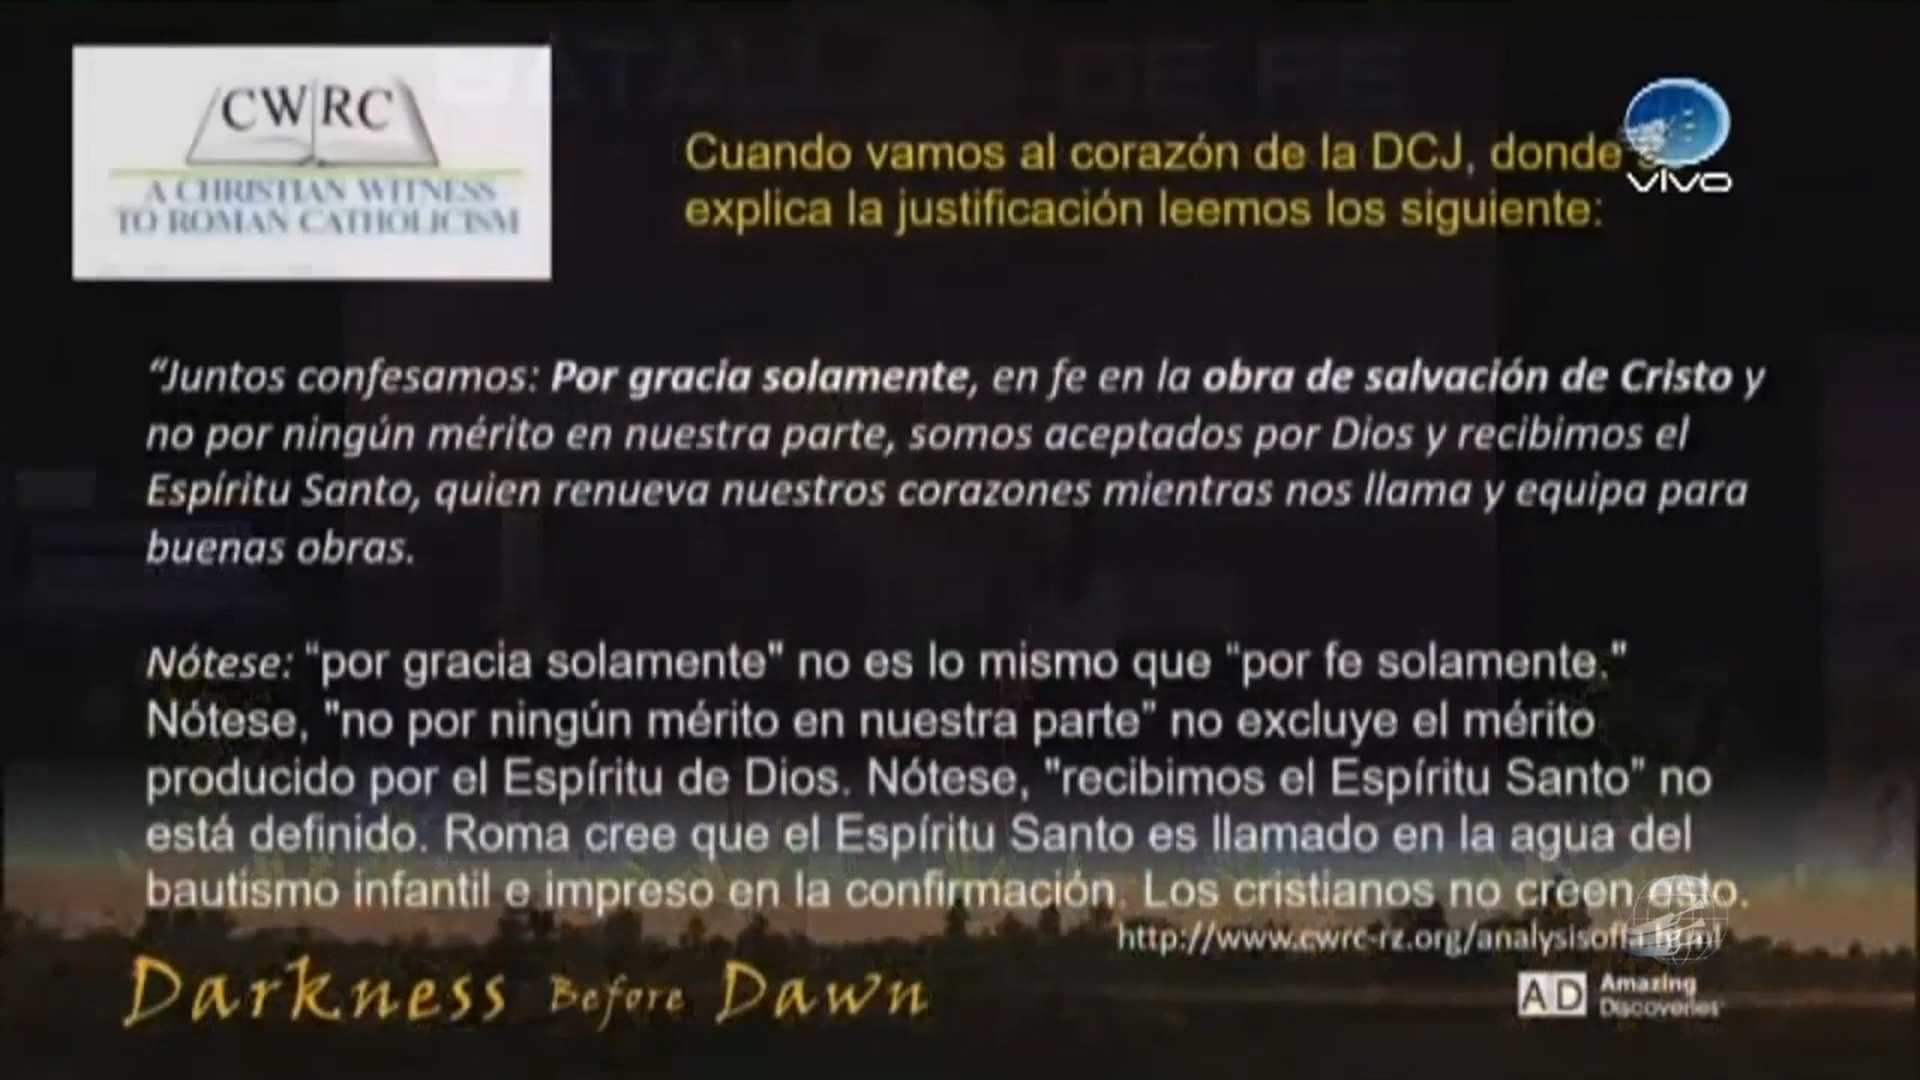 BATALL DE FE
CWRC
A CHRISTIAN WITNESS
TO ROMAN CATHOLICISM
Cuando vamos al corazón de la DCJ, donde
explica la justificación leemos los siguiente:
vivo
“Juntos confesamos: Por gracia solamente, en fe en la obra de salvación de Cristo y
no por ningún mérito en nuestra parte, somos aceptados por Dios y recibimos el
Espíritu Santo, quien renueva nuestros corazones mientras nos llama y equipa para
buenas obras.
Nótese: "por gracia solamente" no es lo mismo que "por fe solamente."
Nótese, "no por ningún mérito en nuestra parte" no excluye el mérito
producido por el Espíritu de Dios. Nótese, "recibimos el Espíritu Santo" no
está definido. Roma cree que el Espíritu Santo es llamado en la agua del
bautismo infantil e impreso en la confirmación. Los cristianos no creen esto.
Darkness Before Dawn
AD Amazing
Discoveries